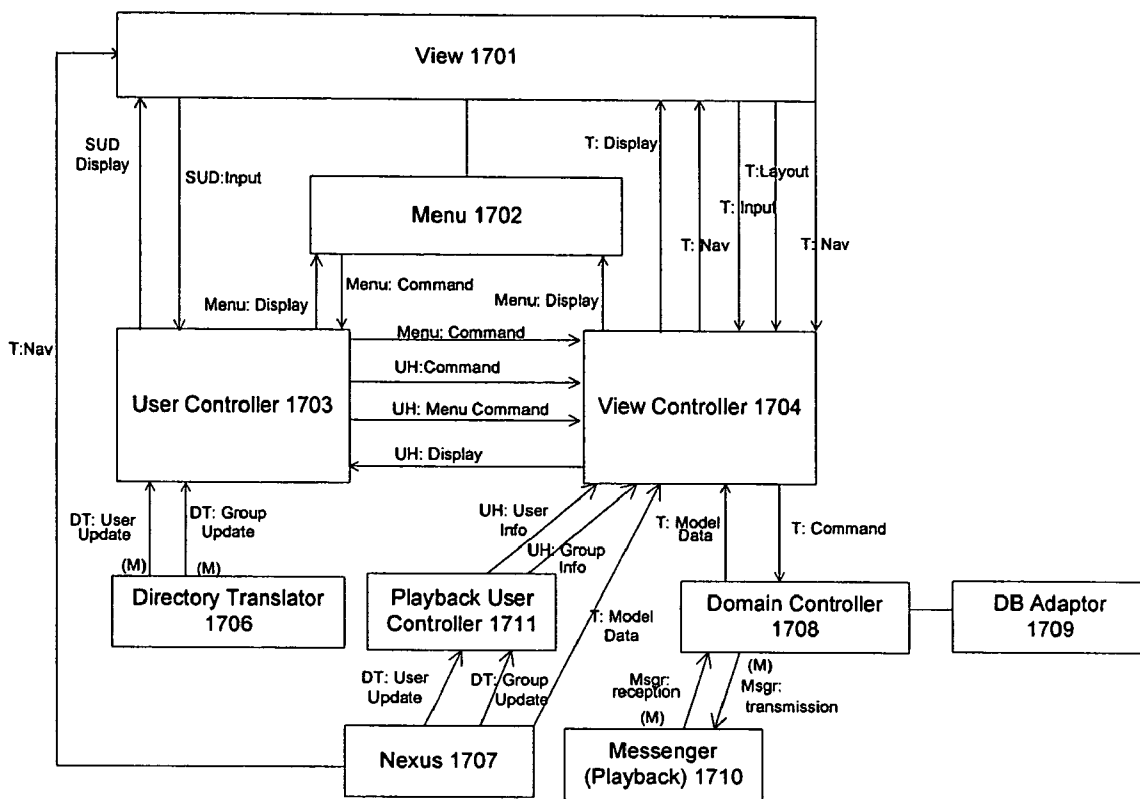 View 1701
SUD
Display
SUD:Input
T: Display
T:Layout
T: Input
T: Nav
T: Nav
Menu 1702
Menu: Display
Menu: Command
Menu: Display
T:Nav
User Controller 1703
Menu: Command
UH:Command
UH: Menu Command
UH: Display
View Controller 1704
DT: User
Update
DT: Group
Update
(M)
(M)
UH: User
Info
UH: Group
Info
T: Model
Data
T: Command
Directory Translator
1706
Playback User
Controller 1711
T: Model
Data
Domain Controller
1708
DB Adaptor
1709
DT: User
Update
DT: Group
Update
Msgr:
reception
(M)
(M)
Msgr:
transmission
Nexus 1707
Messenger
(Playback) 1710